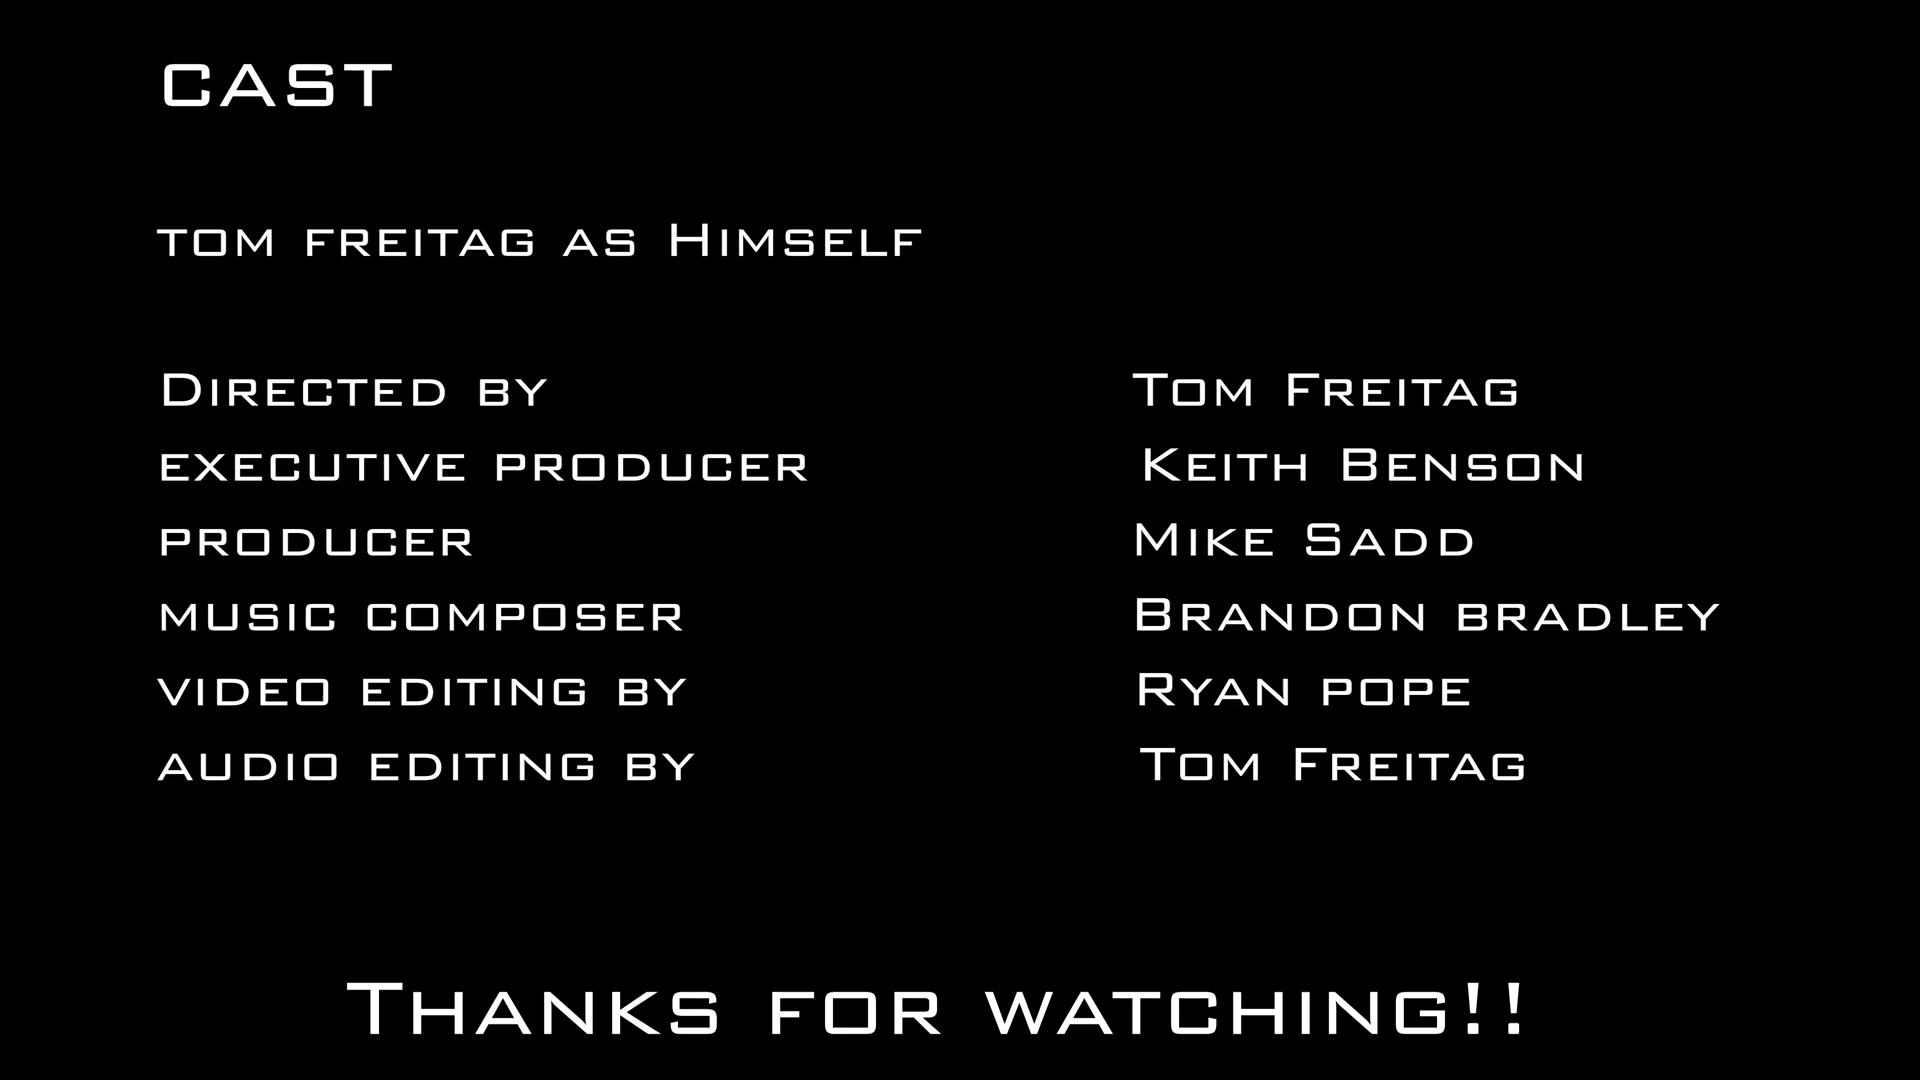 CAST
TOM FREITAG AS HIMSELF
DIRECTED BY TOM FREITAG
EXECUTIVE PRODUCER KEITH BENSON
PRODUCER MIKE SADD
MUSIC COMPOSER BRANDON BRADLEY
VIDEO EDITING BY RYAN POPE
AUDIO EDITING BY TOM FREITAG
THANKS FOR WATCHING!!